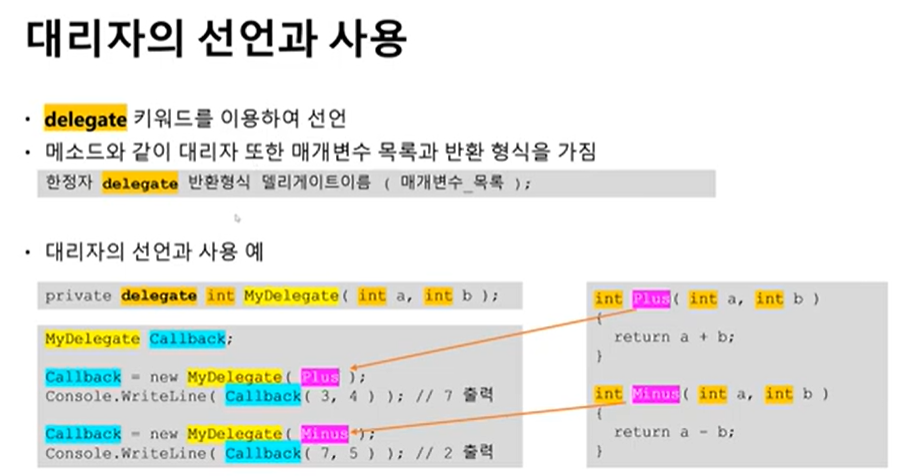 대리자의 선언과 사용
• delegate 키워드를 이용하여 선언
• 메소드와 같이 대리자 또한 매개변수 목록과 반환 형식을 가짐
한정자 delegate 반환형식 델리게이트이름 ( 매개변수_목록 );
• 대리자의 선언과 사용 예
private delegate int MyDelegate( int a, int b );
MyDelegate Callback;
Callback = new MyDelegate( Plus );
Console.WriteLine( Callback( 3, 4 ) ); // 7 출력
Callback = new MyDelegate( Minus );
Console.WriteLine( Callback( 7, 5 ) ); // 2 출력
int Plus( int a, int b )
{
return a + b;
}
int Minus( int a, int b )
{
return a - b;
}